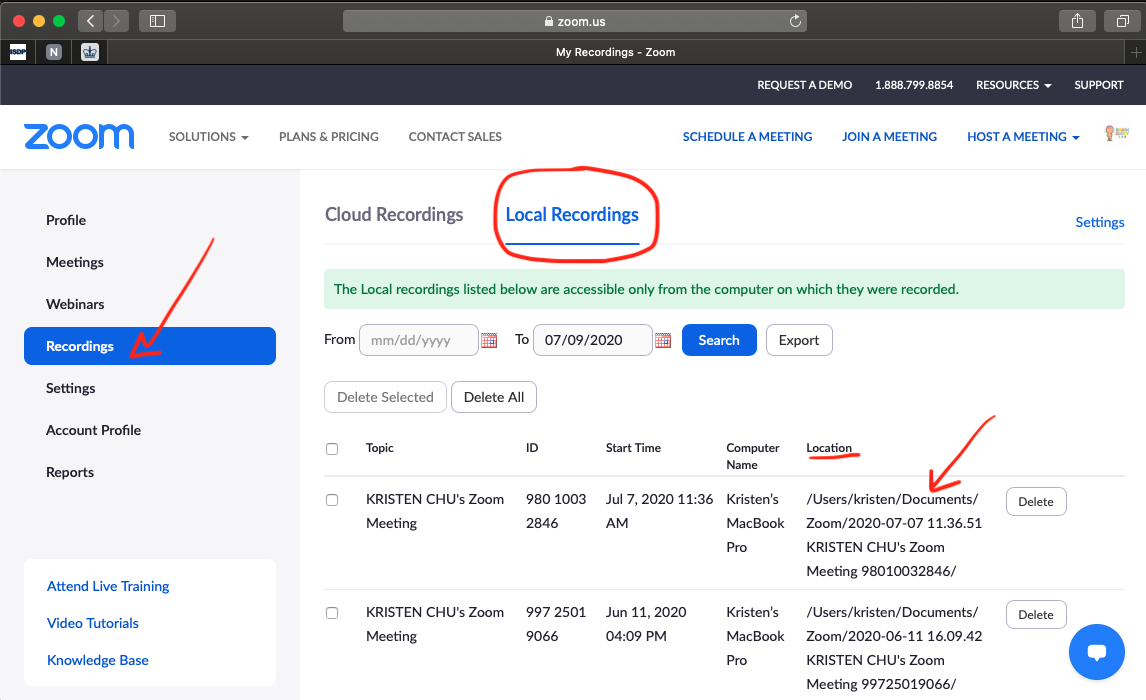 zoom.us
ISDP
N
My Recordings - Zoom
REQUEST A DEMO 1.888.799.8854 RESOURCES SUPPORT
zoom SOLUTIONS PLANS & PRICING CONTACT SALES SCHEDULE A MEETING JOIN A MEETING HOST A MEETING
Profile
Meetings
Webinars
Recordings
Settings
Account Profile
Reports
Attend Live Training
Video Tutorials
Knowledge Base
Cloud Recordings Local Recordings
Settings
The Local recordings listed below are accessible only from the computer on which they were recorded.
From mm/dd/yyyy To 07/09/2020 Search Export
Delete Selected Delete All
Topic ID Start Time Computer Location
Name
KRISTEN CHU's Zoom 980 1003 Jul 7, 2020 11:36 Kristen's /Users/kristen/Documents/ Delete
Meeting 2846 AM MacBook Zoom/2020-07-07 11.36.51
Pro KRISTEN CHU's Zoom
Meeting 98010032846/
KRISTEN CHU's Zoom 997 2501 Jun 11, 2020 Kristen's /Users/kristen/Documents/ Delete
Meeting 9066 04:09 PM MacBook Zoom/2020-06-11 16.09.42
Pro KRISTEN CHU's Zoom
Meeting 99725019066/